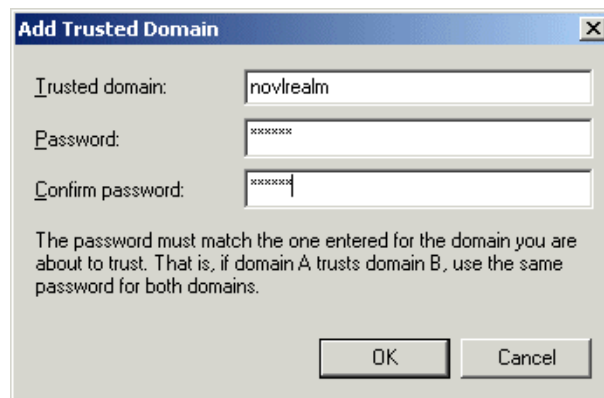 Add Trusted Domain
Trusted domain: novlrealm
Password: ******
Confirm password: ******
The password must match the one entered for the domain you are
about to trust. That is, if domain A trusts domain B, use the same
password for both domains.
OK Cancel